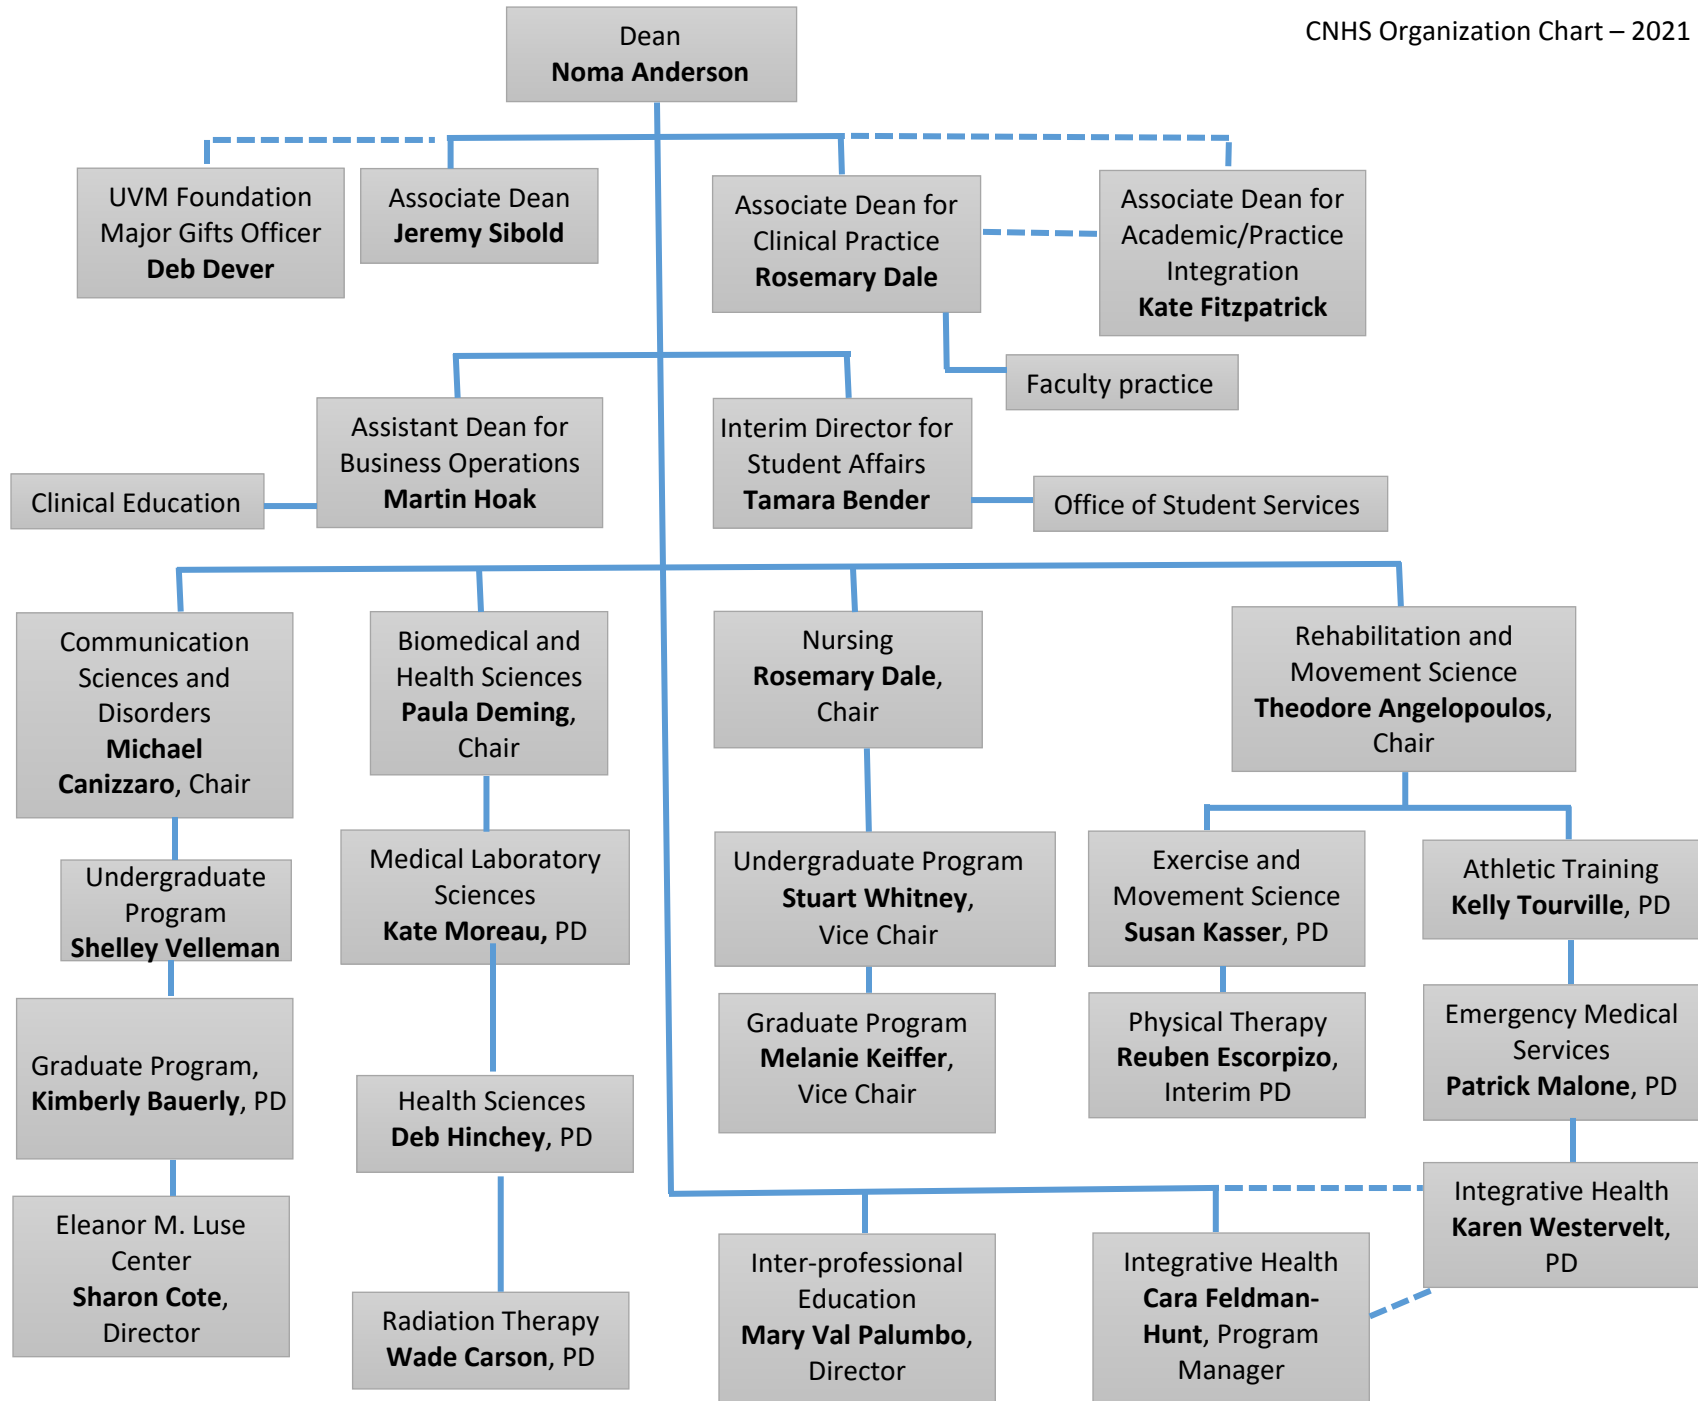 CNHS Organization Chart – 2021
Dean
Noma Anderson
UVM Foundation
Major Gifts Officer
Deb Dever
Associate Dean
Jeremy Sibold
Associate Dean for
Clinical Practice
Rosemary Dale
Associate Dean for
Academic/Practice
Integration
Kate Fitzpatrick
Faculty practice
Assistant Dean for
Business Operations
Martin Hoak
Interim Director for
Student Affairs
Tamara Bender
Clinical Education
Office of Student Services
Communication
Sciences and
Disorders
Michael
Canizzaro, Chair
Biomedical and
Health Sciences
Paula Deming,
Chair
Nursing
Rosemary Dale,
Chair
Rehabilitation and
Movement Science
Theodore Angelopoulos,
Chair
Undergraduate
Program
Shelley Velleman
Medical Laboratory
Sciences
Kate Moreau, PD
Undergraduate Program
Stuart Whitney,
Vice Chair
Exercise and
Movement Science
Susan Kasser, PD
Athletic Training
Kelly Tourville, PD
Graduate Program,
Kimberly Bauerly, PD
Health Sciences
Deb Hinchey, PD
Graduate Program
Melanie Keiffer,
Vice Chair
Physical Therapy
Reuben Escorpizo,
Interim PD
Emergency Medical
Services
Patrick Malone, PD
Eleanor M. Luse
Center
Sharon Cote,
Director
Radiation Therapy
Wade Carson, PD
Inter-professional
Education
Mary Val Palumbo,
Director
Integrative Health
Cara Feldman-
Hunt, Program
Manager
Integrative Health
Karen Westervelt,
PD